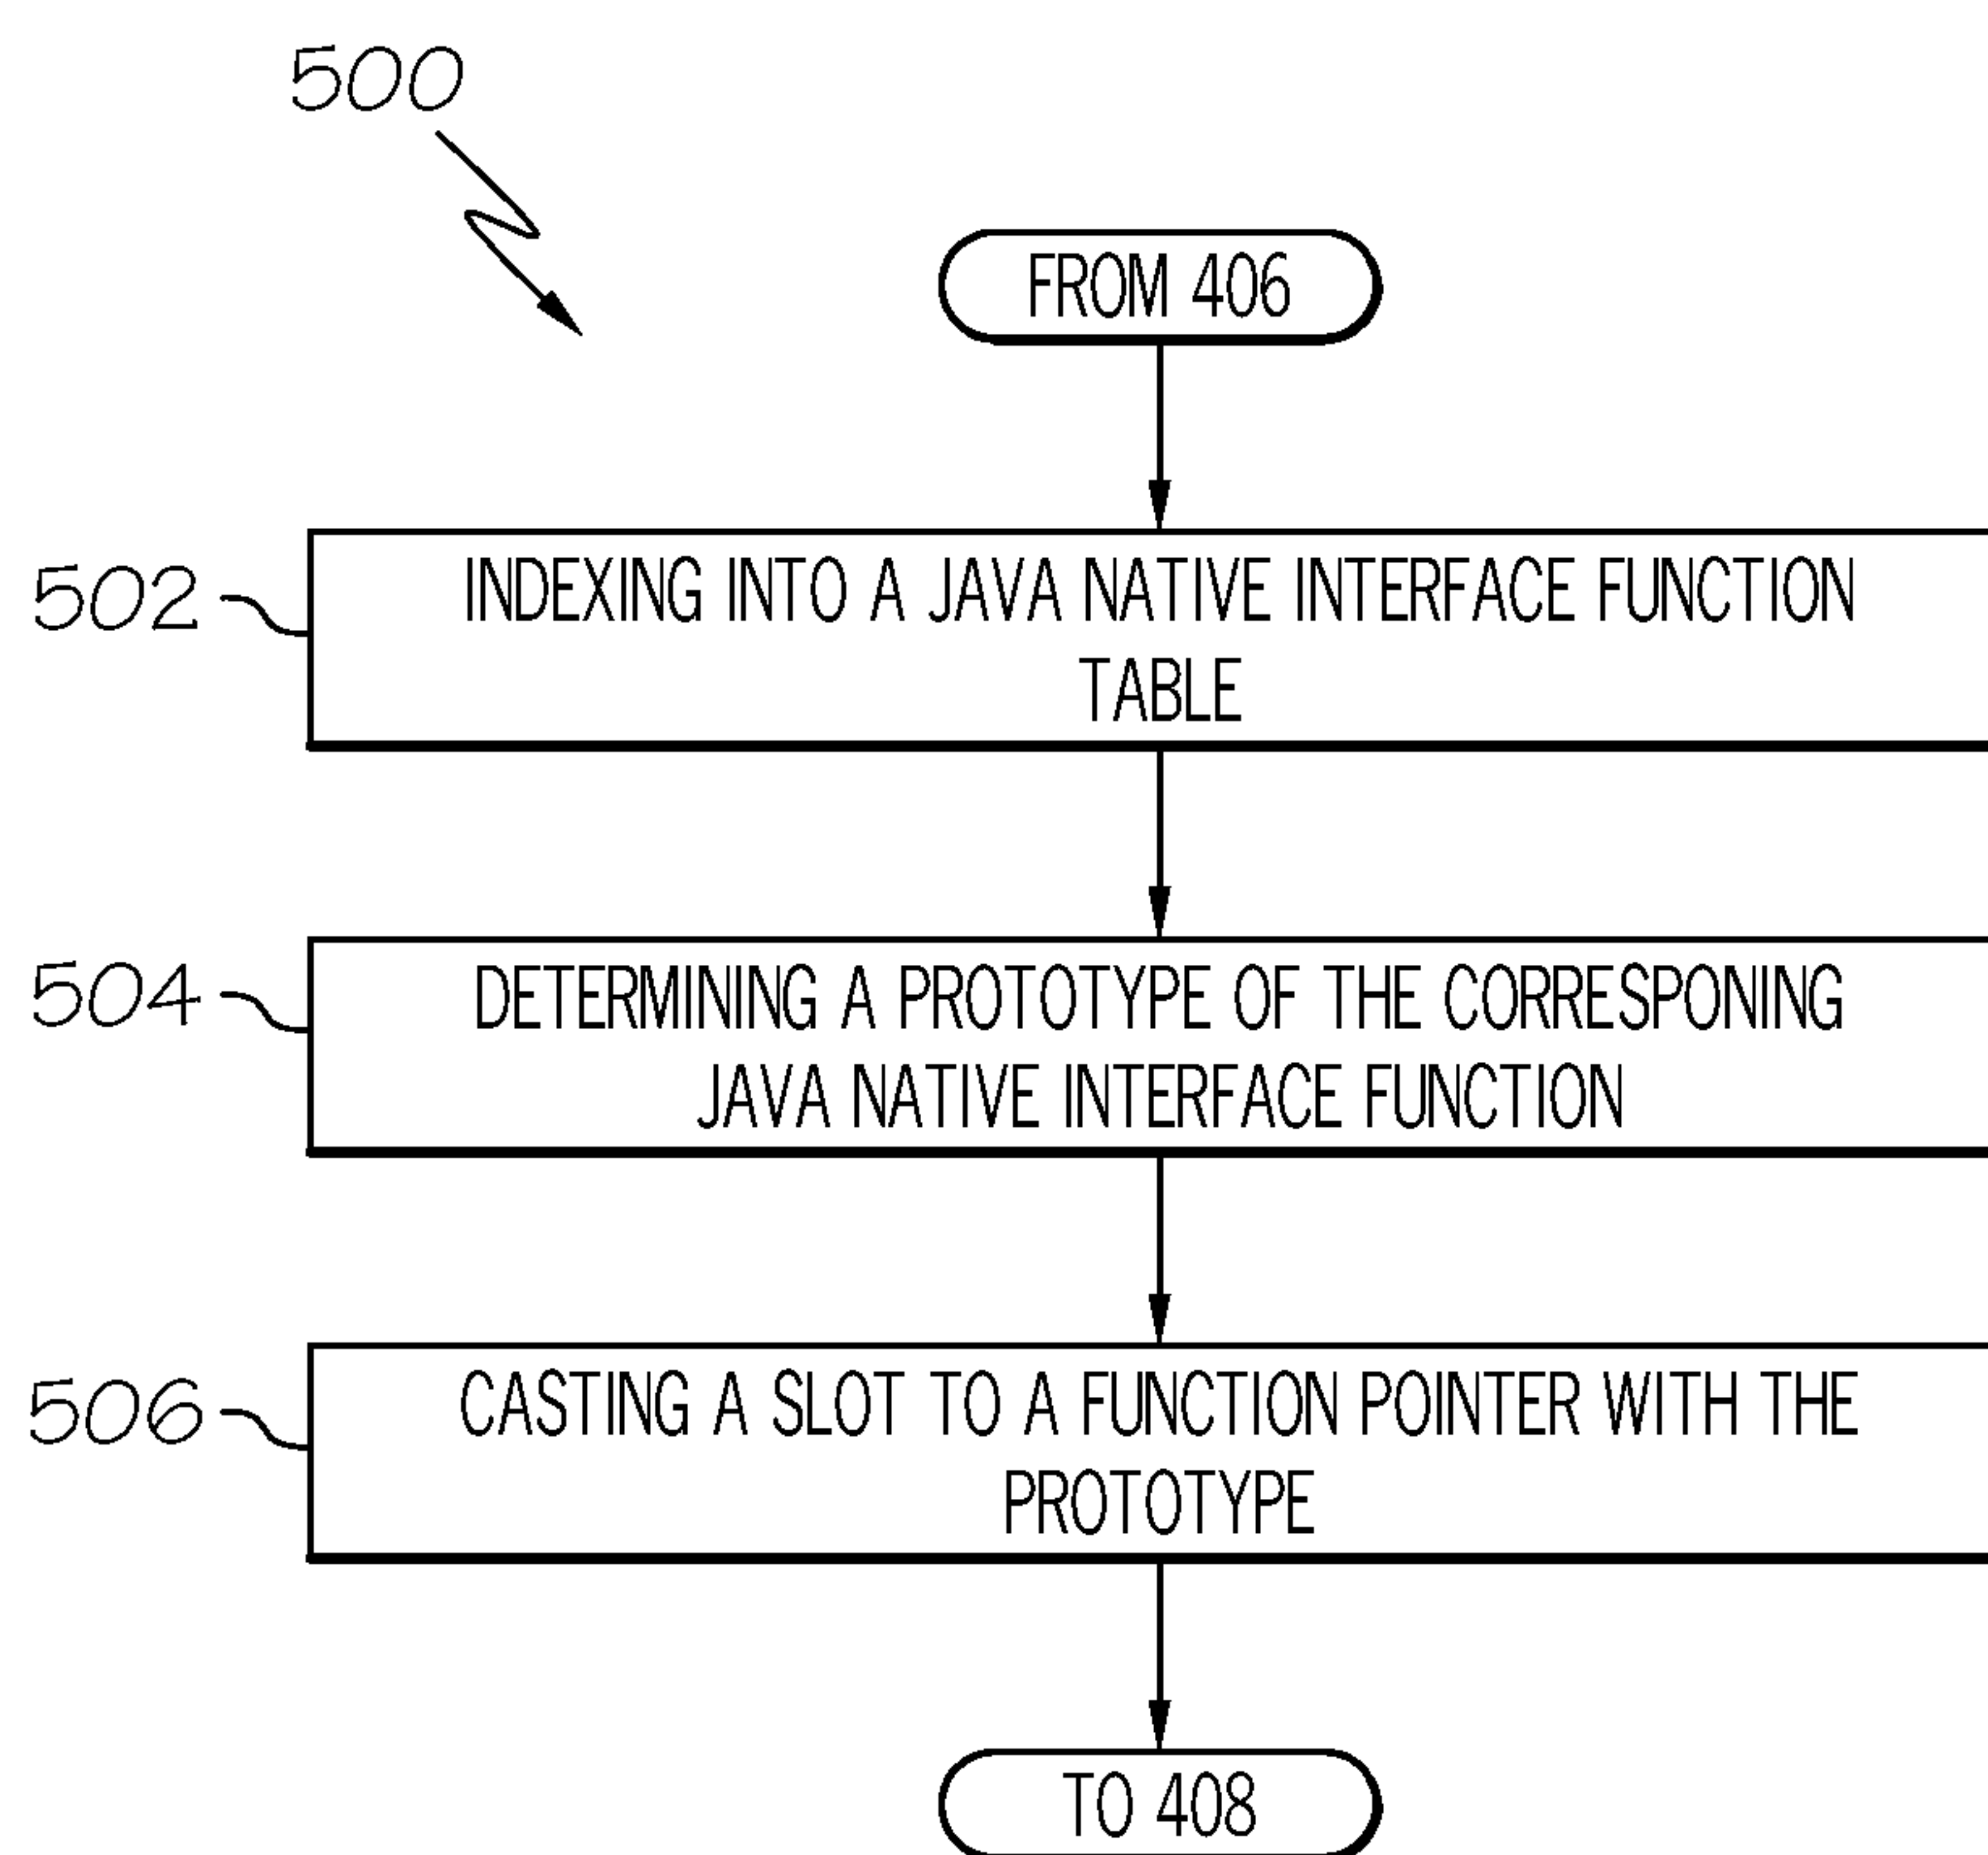 500
FROM 406
502
INDEXING INTO A JAVA NATIVE INTERFACE FUNCTION
TABLE
504
DETERMINING A PROTOTYPE OF THE CORRESPONING
JAVA NATIVE INTERFACE FUNCTION
506
CASTING A SLOT TO A FUNCTION POINTER WITH THE
PROTOTYPE
TO 408